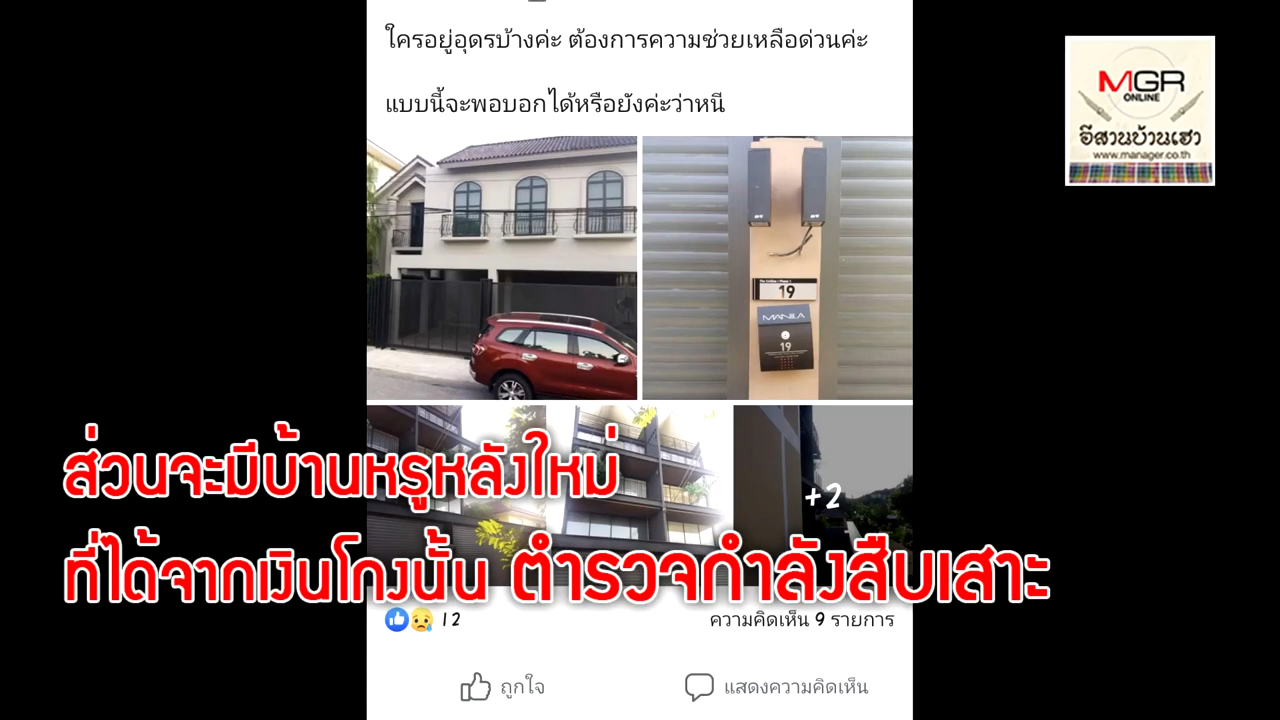 ใครอยู่อุดรบ้างค่ะ ต้องการความช่วยเหลือด่วนค่ะ
แบบนี้จะพอบอกได้หรือยังค่ะว่าหนี
MGR
ONLINE
อีสานบ้านเฮา
www.manager.co.th
19
MANILA
19
+2
ส่วนจะมีบ้านหรูหลังใหม่
ที่ได้จากเงินโกงนั้น ตำรวจกำลังสืบเสาะ
12
ความคิดเห็น 9 รายการ
ถูกใจ
แสดงความคิดเห็น